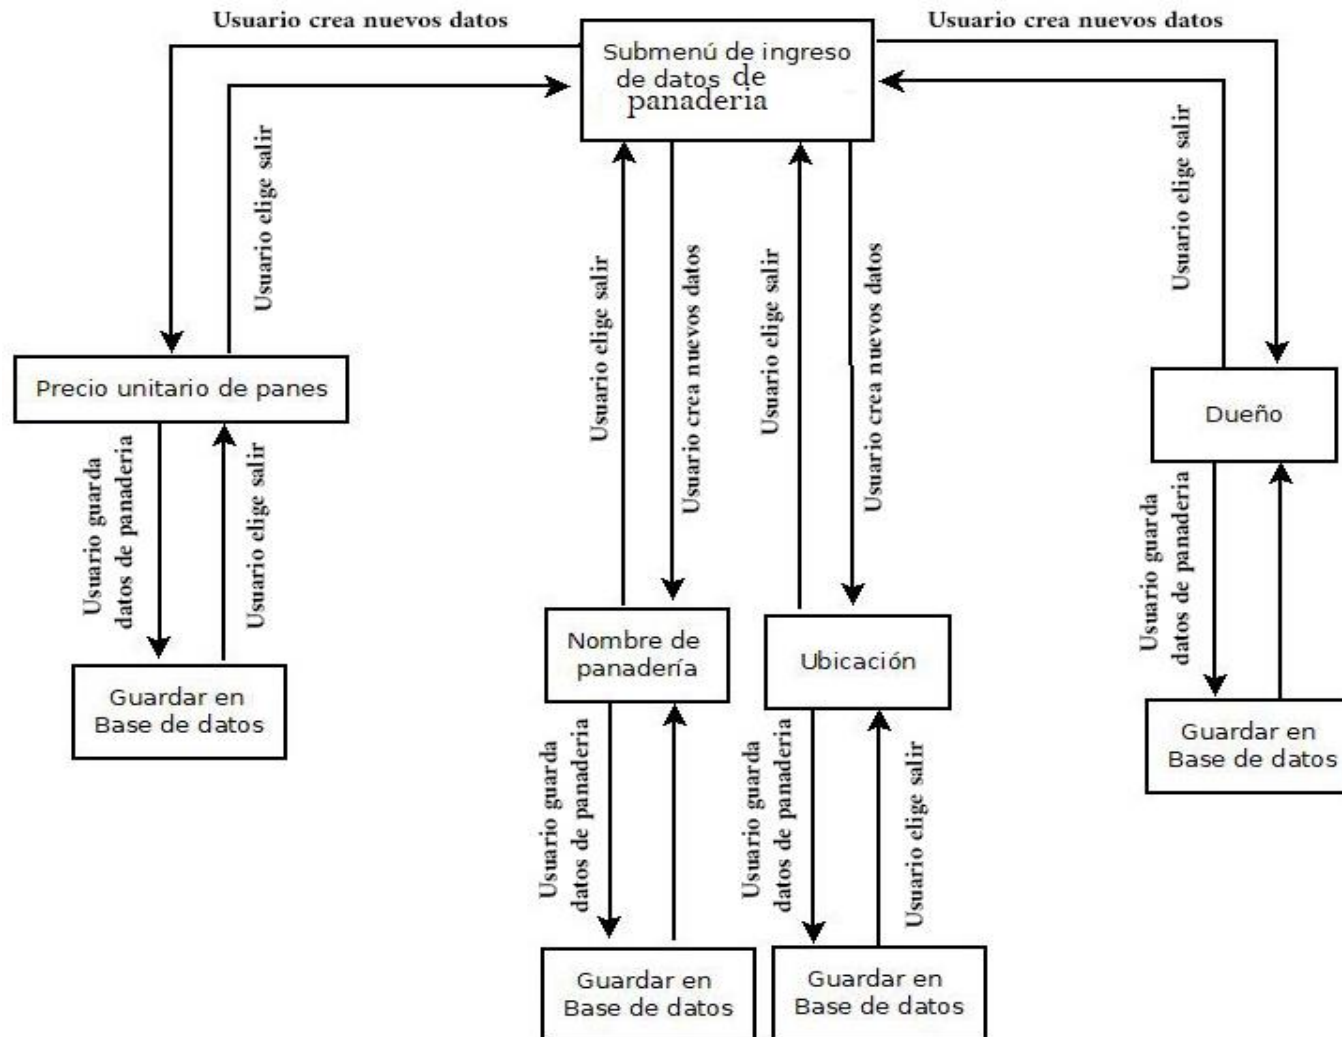 Usuario crea nuevos datos
Usuario crea nuevos datos
Submenú de ingreso
de datos de
panaderia
Usuario elige salir
Usuario elige salir
Usuario crea nuevos datos
Usuario elige salir
Usuario crea nuevos datos
Usuario elige salir
Precio unitario de panes
Dueño
Usuario guarda
datos de panaderia
Usuario elige salir
Usuario guarda
datos de panaderia
Nombre de
panadería
Ubicación
Guardar en
Base de datos
Guardar en
Base de datos
Usuario guarda
datos de panaderia
Usuario guarda
datos de panaderia
Usuario elige salir
Guardar en
Base de datos
Guardar en
Base de datos